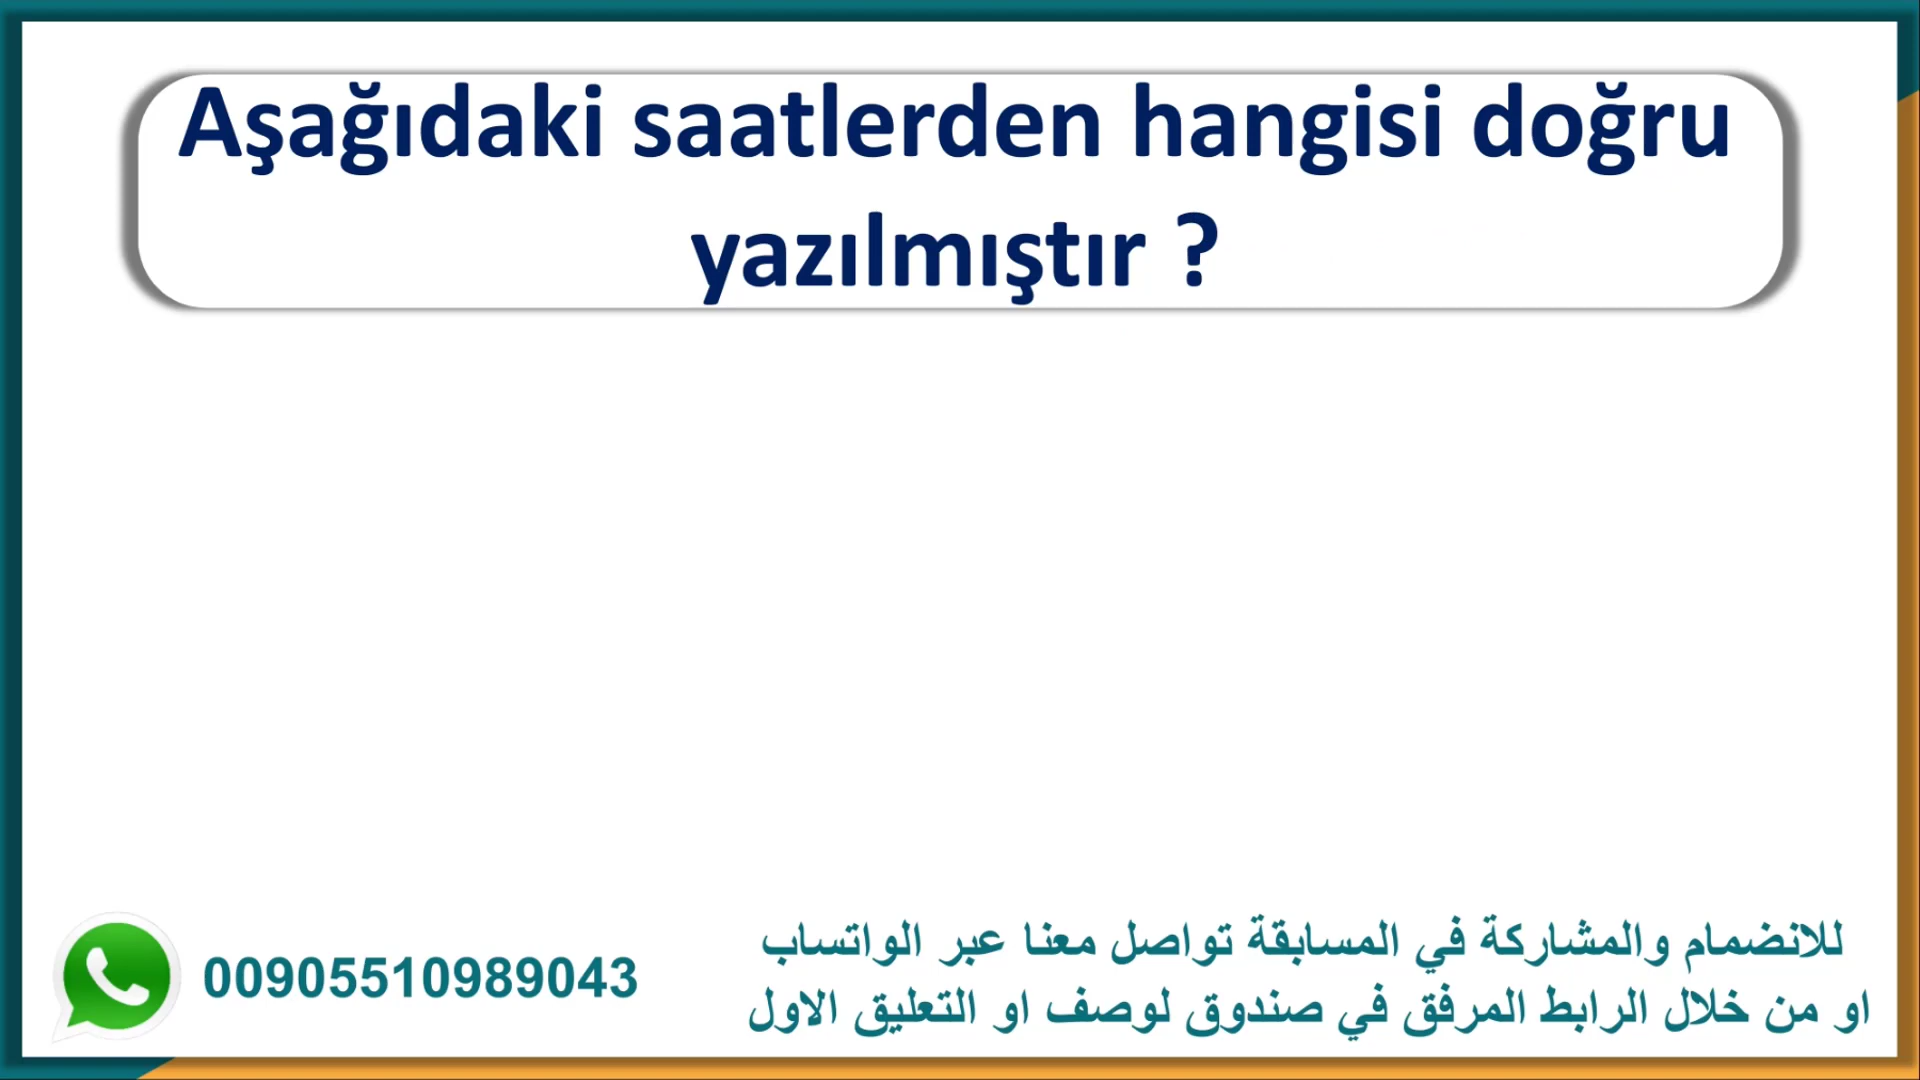 Aşağıdaki saatlerden hangisi doğru
yazılmıştır ?
للانضمام والمشاركة في المسابقة تواصل معنا عبر الواتساب
00905510989043
او من خلال الرابط المرفق في صندوق لوصف او التعليق الاول